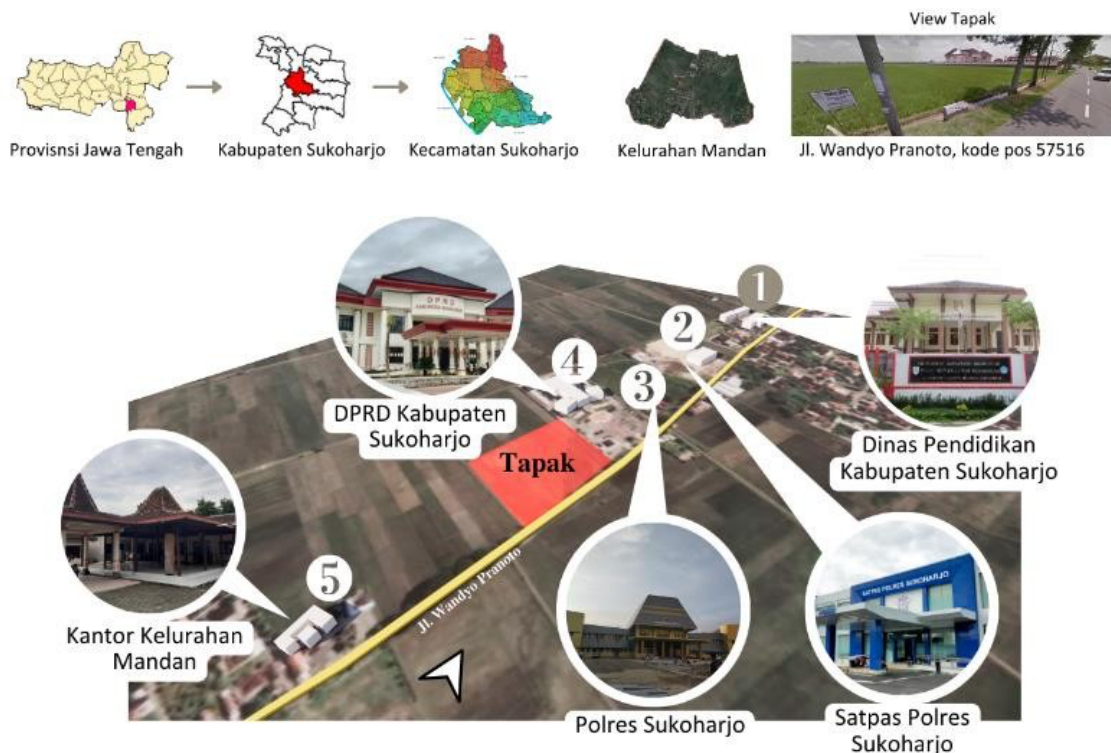 View Tapak
Provisnsi Jawa Tengah
Kabupaten Sukoharjo
Kecamatan Sukoharjo
Kelurahan Mandan
Jl. Wandyo Pranoto, kode pos 57516
DPRD
1
2
3
4
5
DPRD Kabupaten
Sukoharjo
Dinas Pendidikan
Kabupaten Sukoharjo
Tapak
Jl. Wandyo Pranoto
Kantor Kelurahan
Mandan
SATPAS POLRES SUKOHARJO
Polres Sukoharjo
Satpas Polres
Sukoharjo